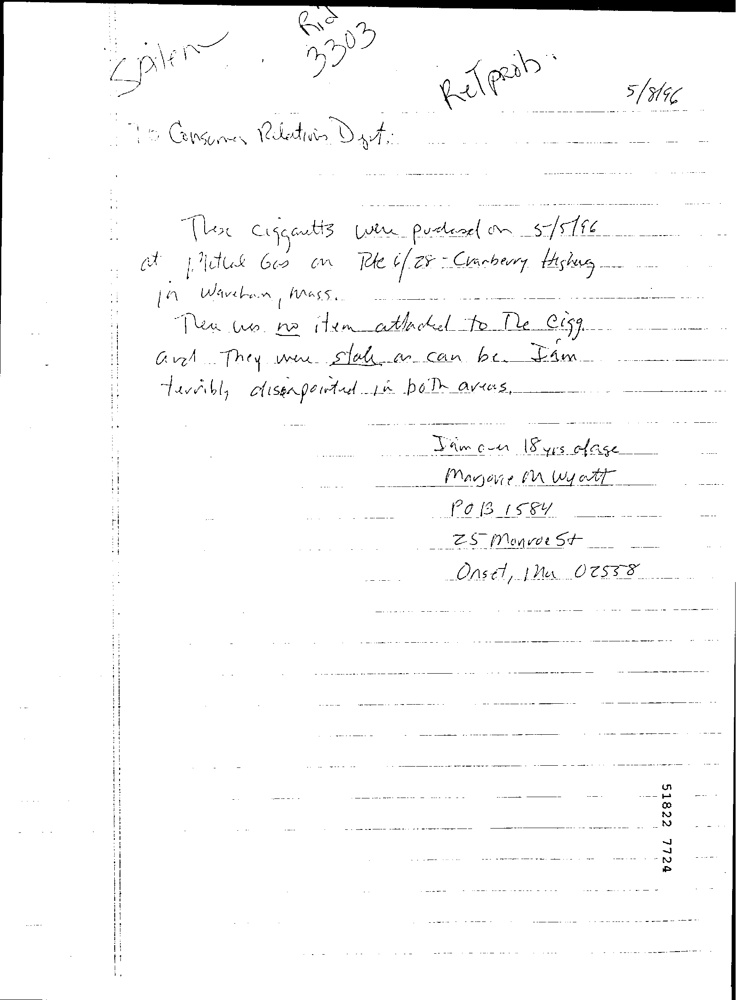 Salem
Rid
3303
Ret prob.
5/8/96
To Consumer Relations Dept.:
These ciggaretts were purchased on 5/5/96
at Mutual Gas on Rte 6/28 - Cranberry Highway
in Wareham, Mass.
There was no item attached to The Cigg
and They were stale as can be. I am
terribly disappointed in both areas.
I am over 18 yrs of age
Marjorie M Wyatt
POB 1584
25 Monroe St
Onset, Ma 02558
51822 7724